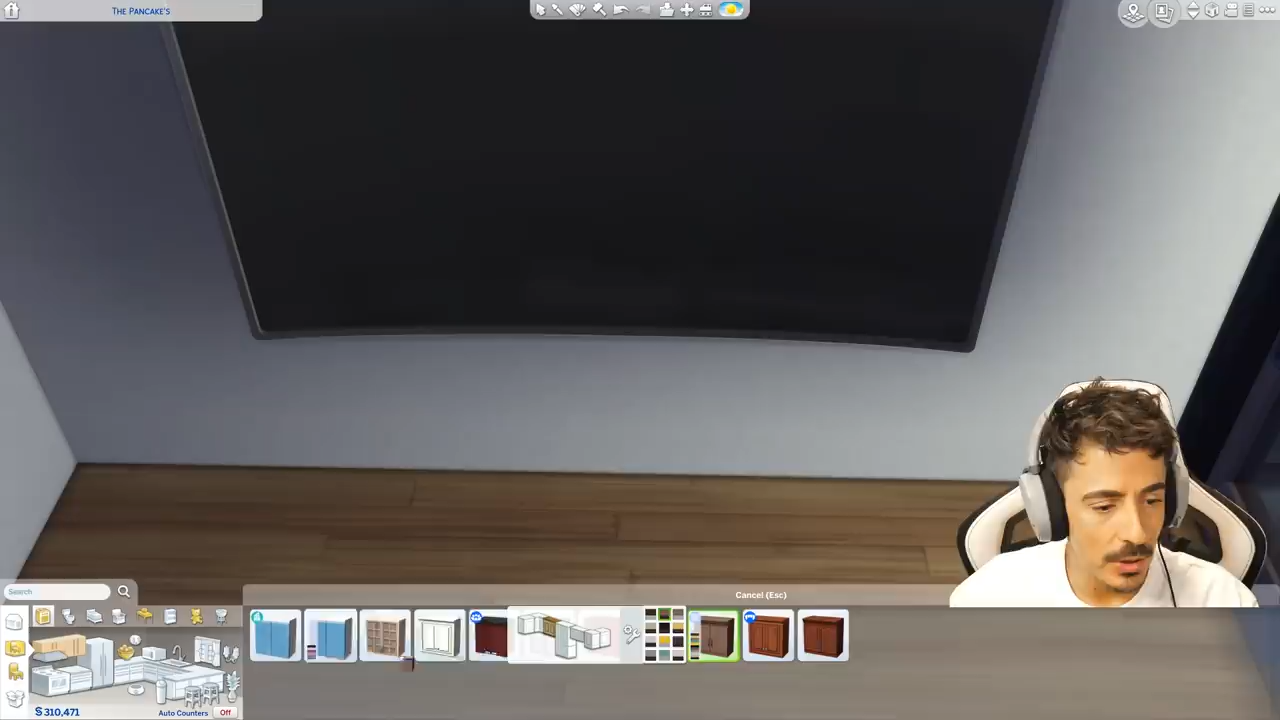 THE PANCAKE'S
Search
Cancel (Esc)
§310,471
Auto Counters
Off